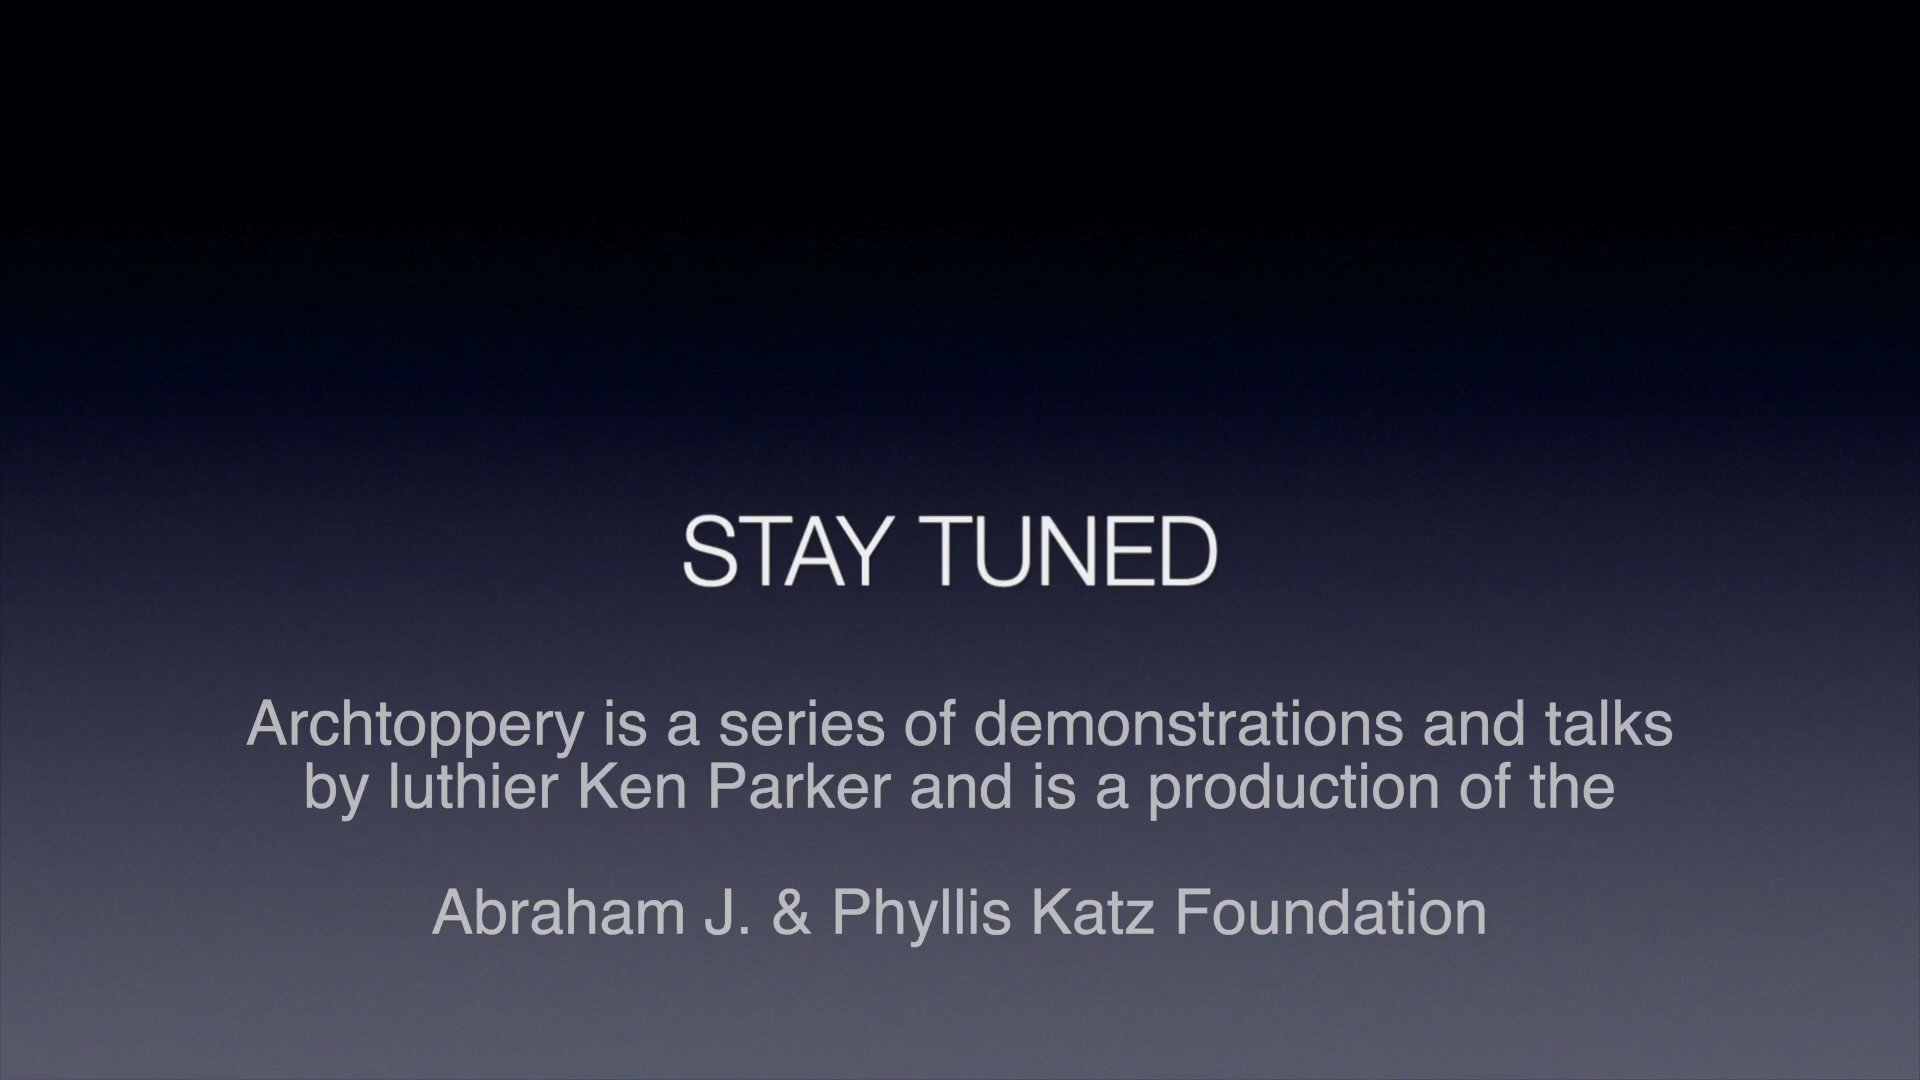 STAY TUNED
Archtoppery is a series of demonstrations and talks
by luthier Ken Parker and is a production of the
Abraham J. & Phyllis Katz Foundation